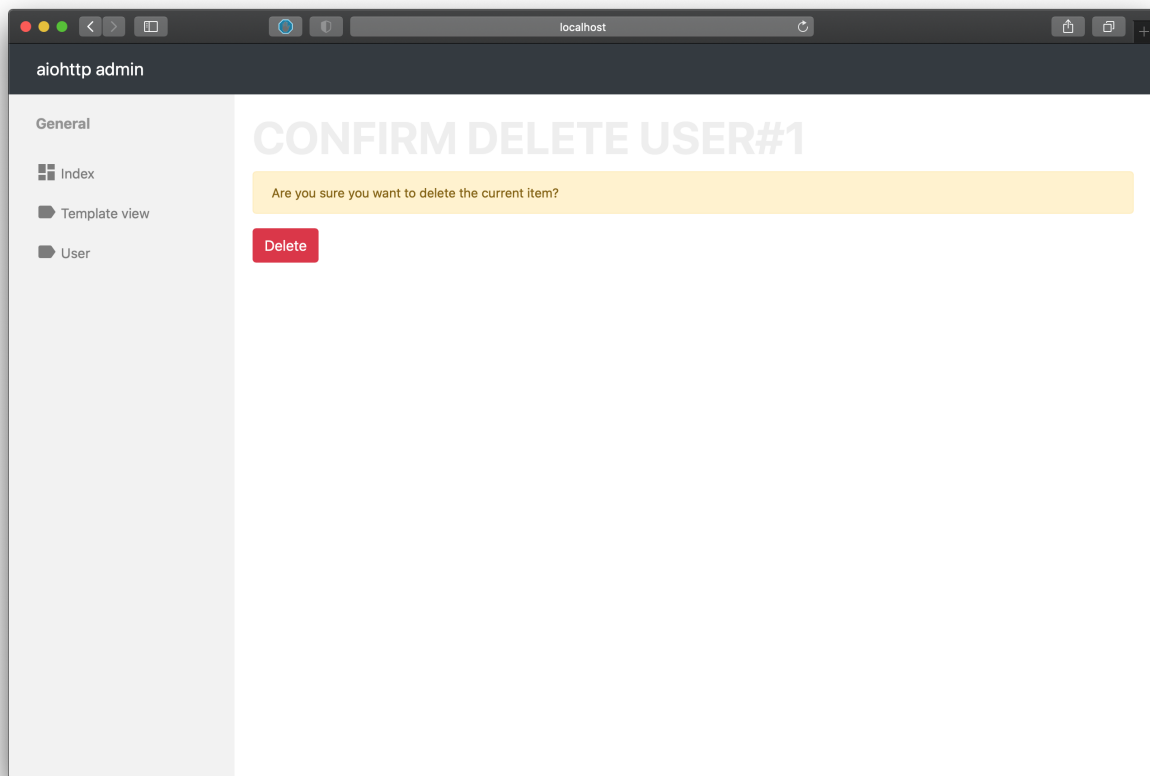 localhost
aiohttp admin
General
Index
Template view
User
CONFIRM DELETE USER#1
Are you sure you want to delete the current item?
Delete